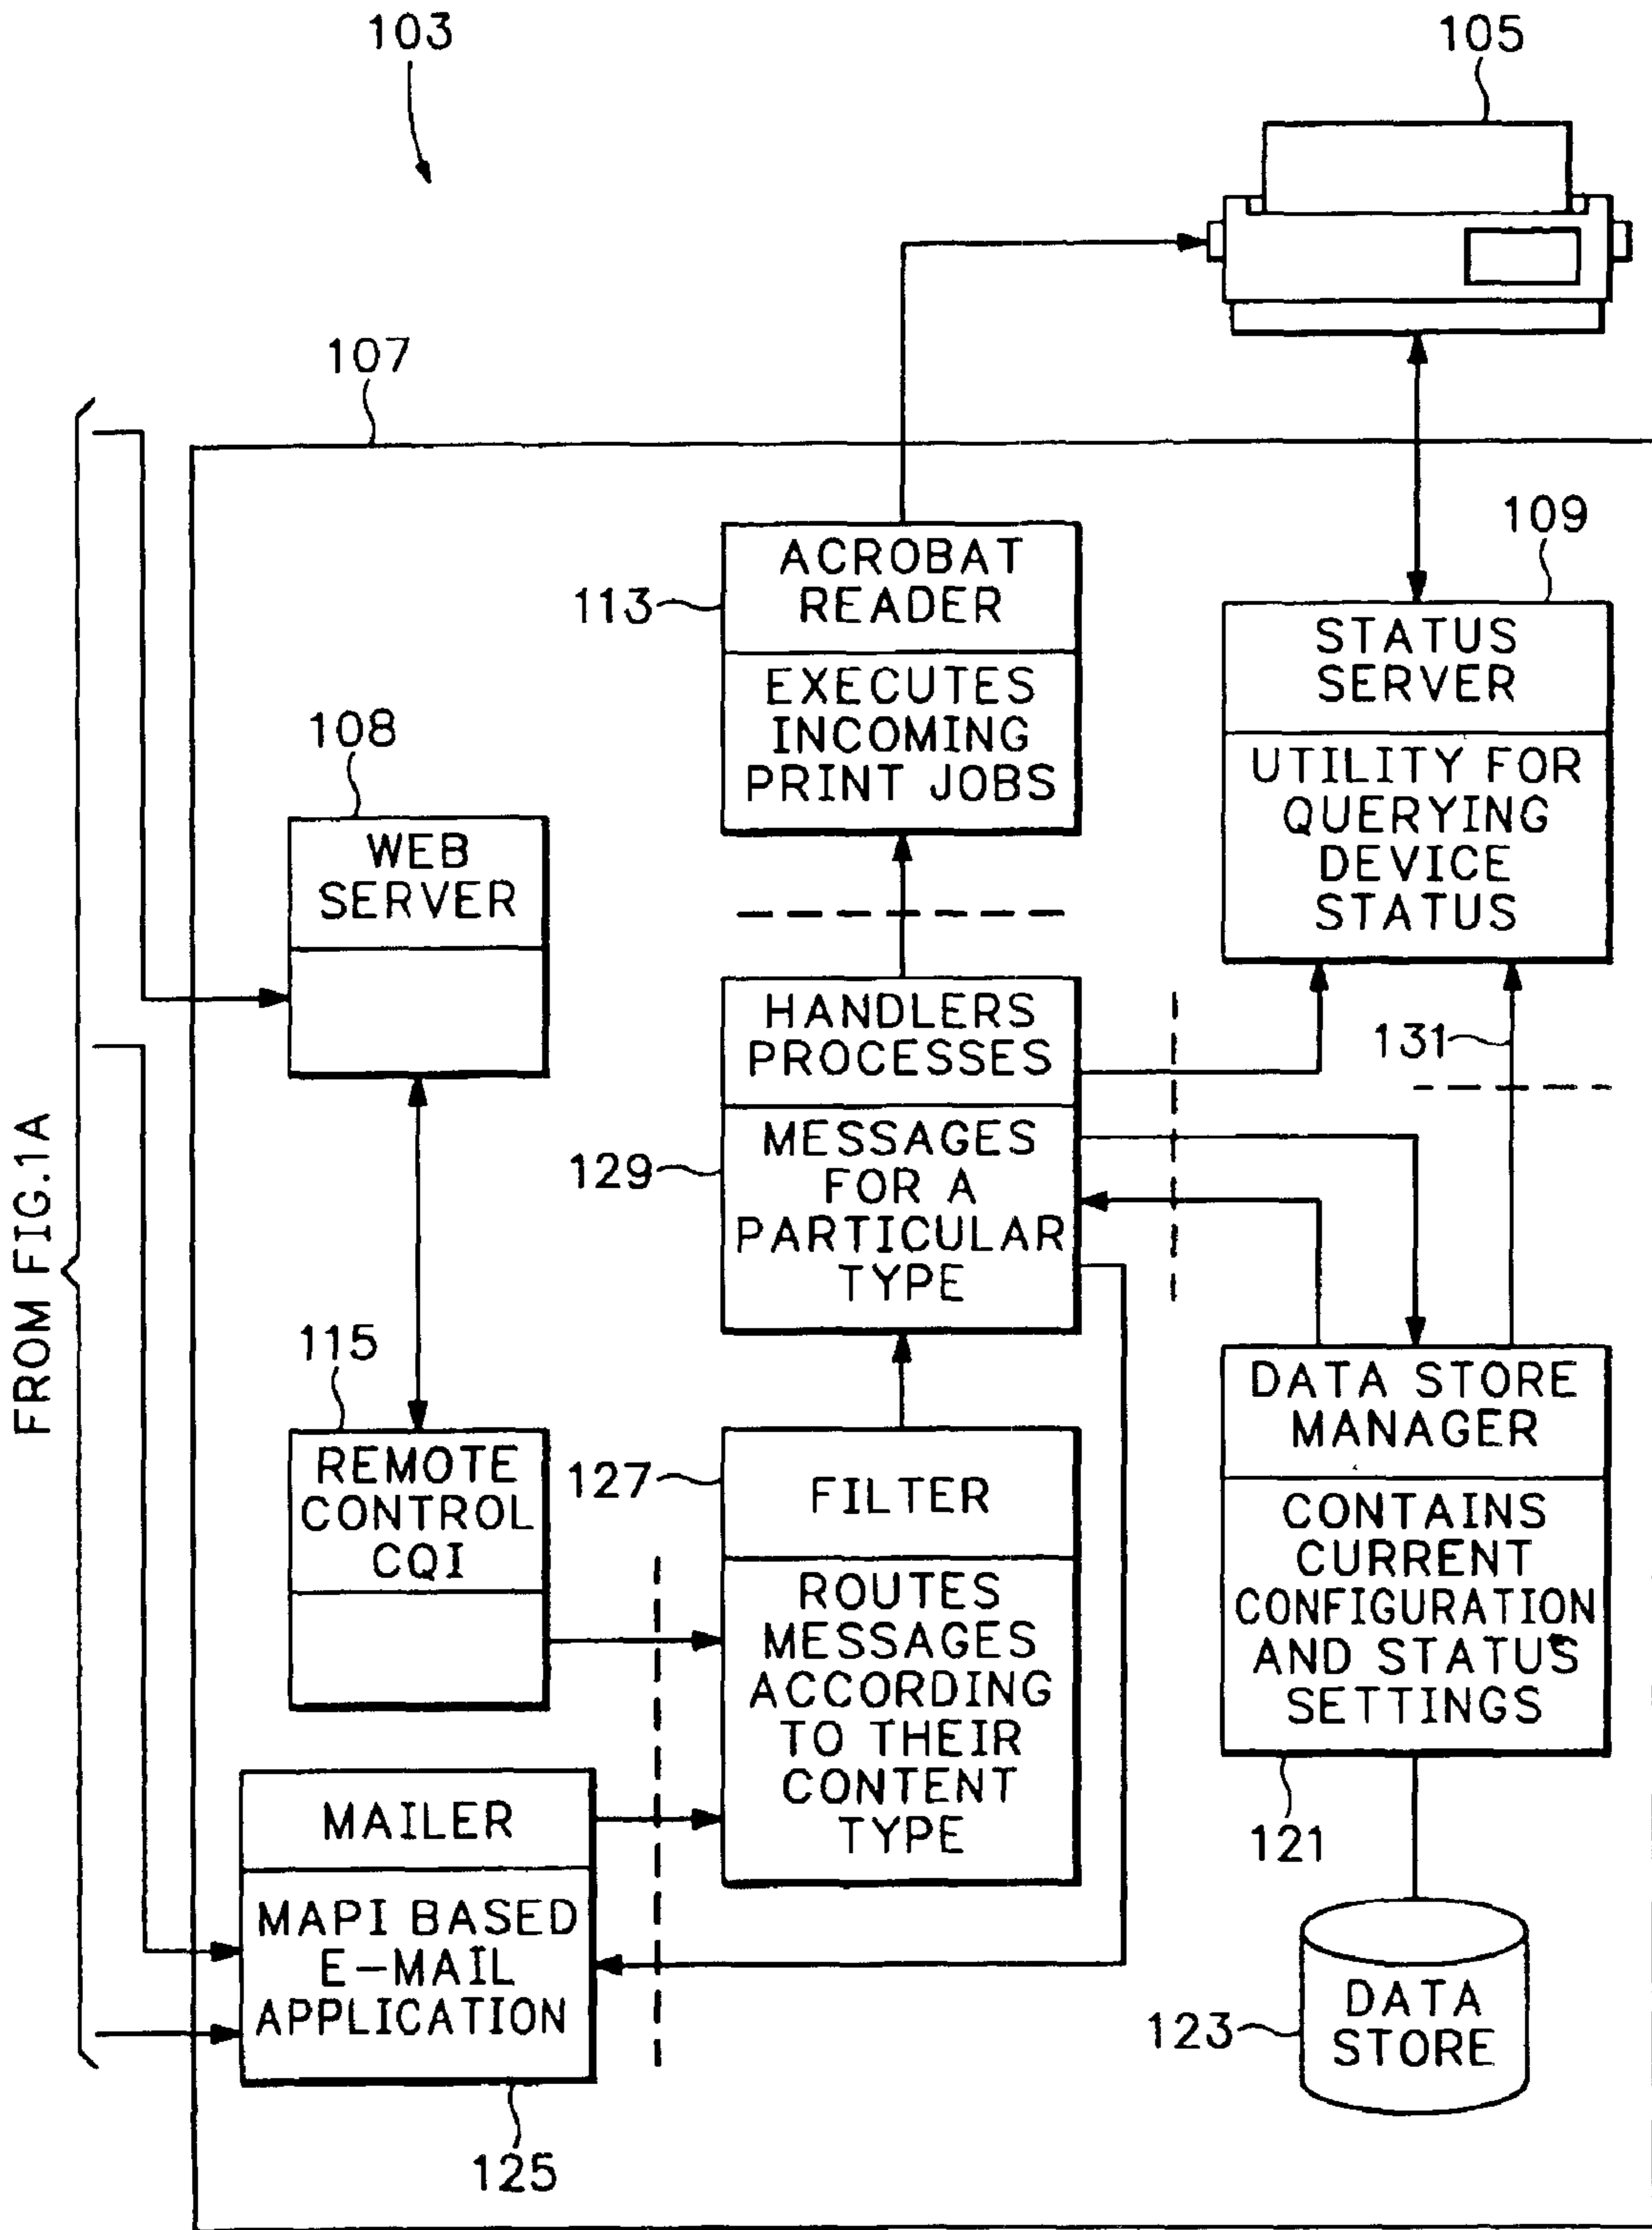 103
105
107
109
ACROBAT
READER
113
EXECUTES
INCOMING
PRINT JOBS
STATUS
SERVER
UTILITY FOR
QUERYING
DEVICE
STATUS
108
WEB
SERVER
HANDLERS
PROCESSES
129
MESSAGES
FOR A
PARTICULAR
TYPE
131
FROM FIG.1A
115
REMOTE
CONTROL
CQI
127
FILTER
ROUTES
MESSAGES
ACCORDING
TO THEIR
CONTENT
TYPE
DATA STORE
MANAGER
CONTAINS
CURRENT
CONFIGURATION
AND STATUS
SETTINGS
121
MAILER
MAPI BASED
E-MAIL
APPLICATION
125
123
DATA
STORE